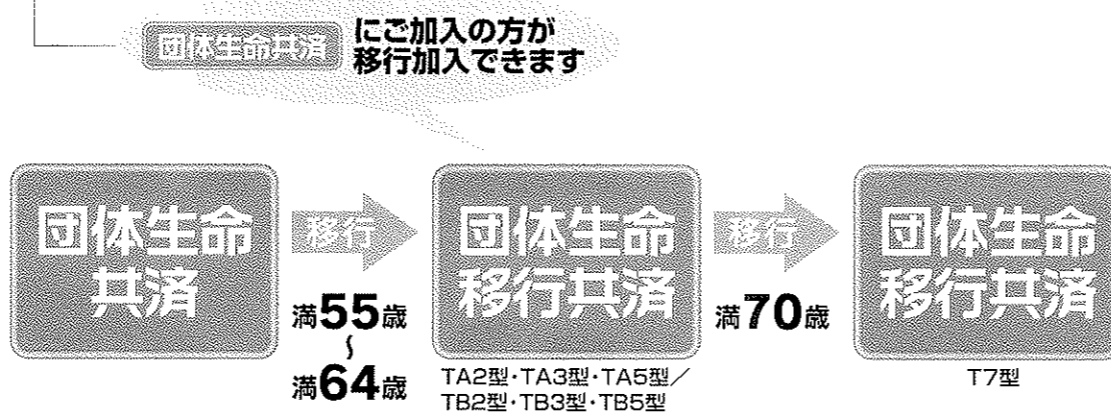 団体生命共済 にご加入の方が
移行加入できます
団体生命
共済
移行
満55歳
~
満64歳
団体生命
移行共済
TA2型・TA3型・TA5型/
TB2型・TB3型・TB5型
移行
満70歳
団体生命
移行共済
T7型